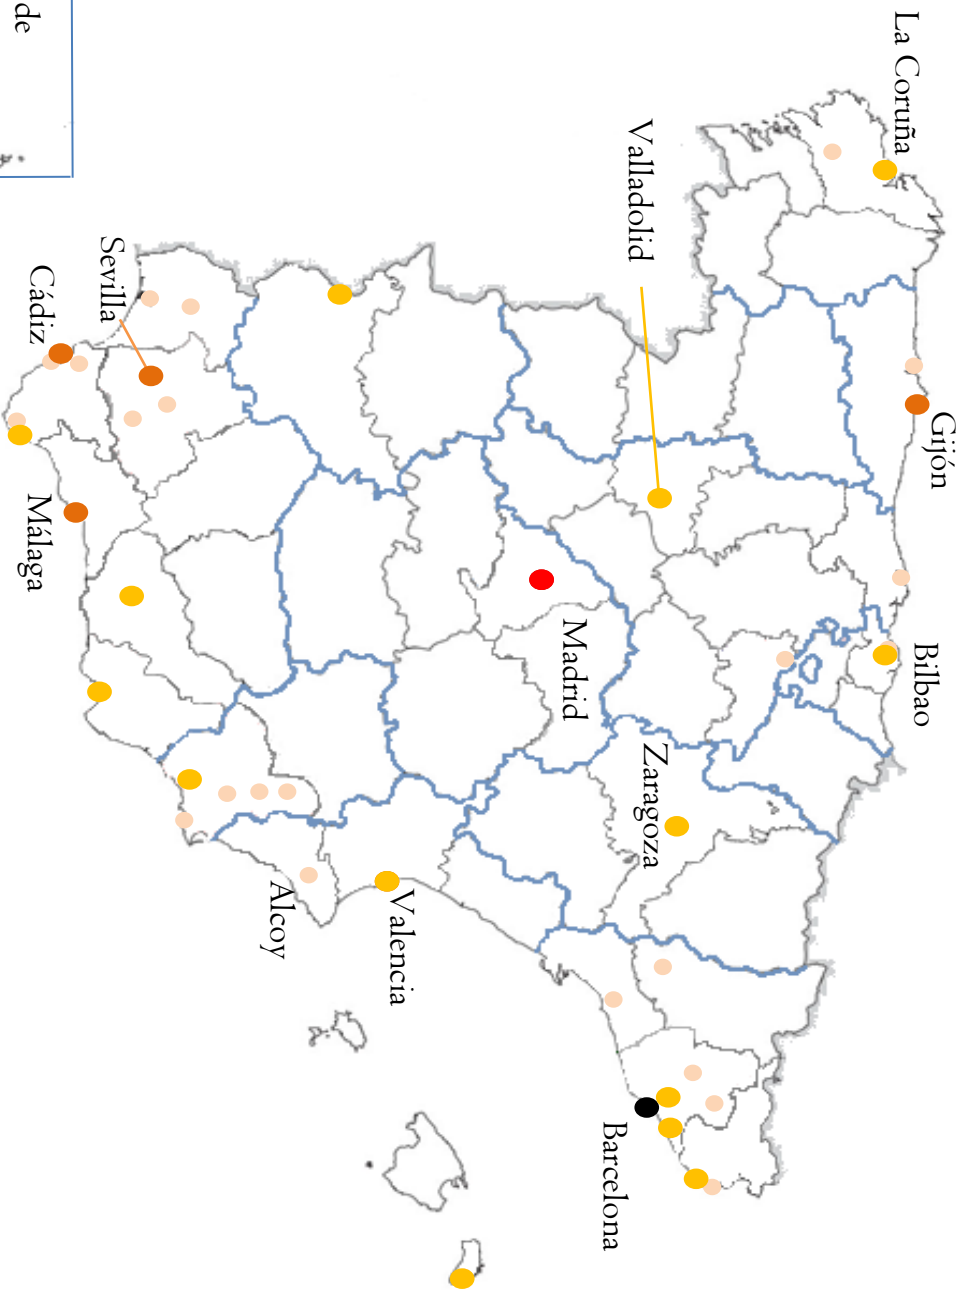 La Coruña
Gijón
Bilbao
Valladolid
Zaragoza
Barcelona
Madrid
Valencia
Alcoy
Sevilla
Cádiz
Málaga
de